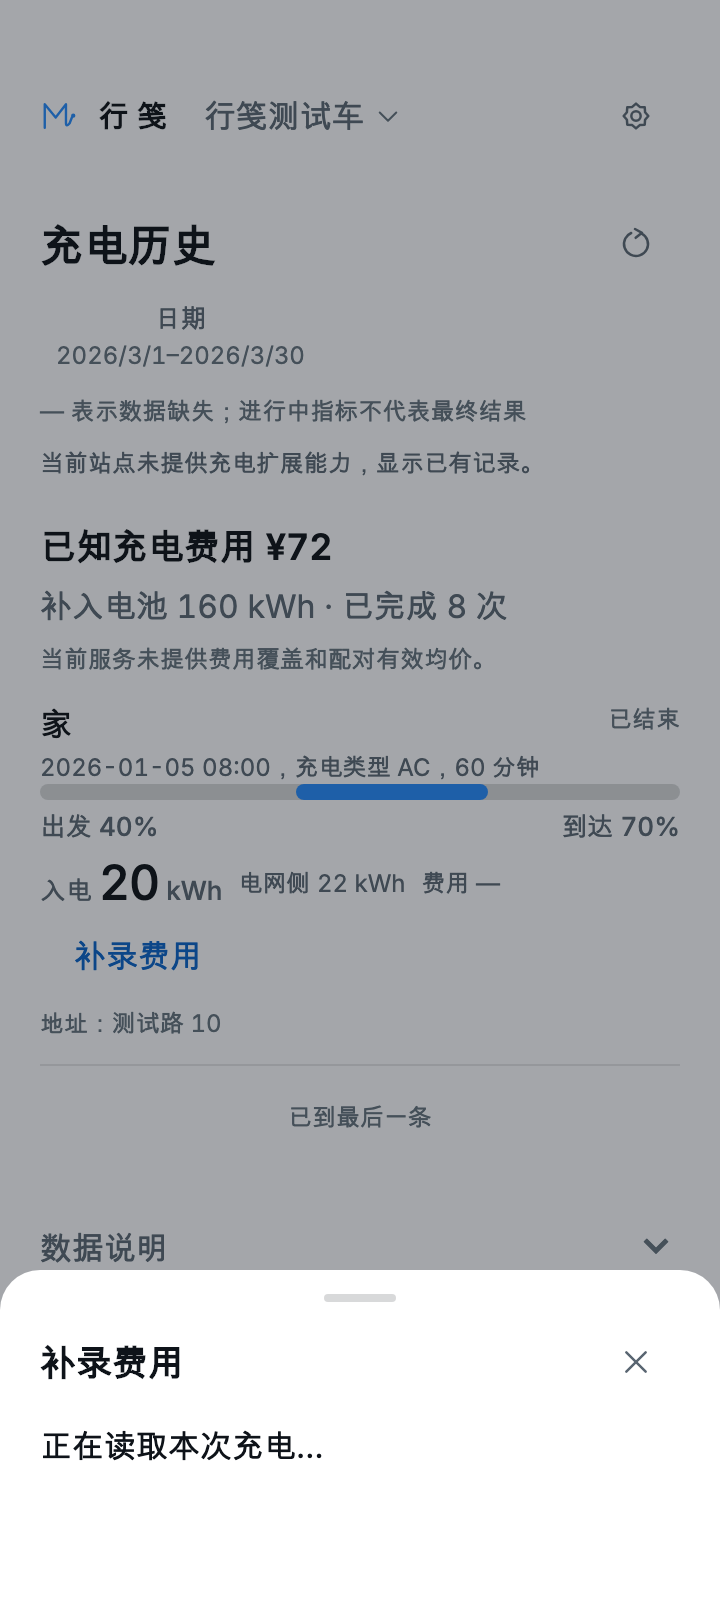 行笺 行笺测试车
充电历史
日期
2026/3/1–2026/3/30
— 表示数据缺失；进行中指标不代表最终结果
当前站点未提供充电扩展能力，显示已有记录。
已知充电费用 ¥72
补入电池 160 kWh · 已完成 8 次
当前服务未提供费用覆盖和配对有效均价。
家 已结束
2026-01-05 08:00，充电类型 AC，60 分钟
出发 40% 到达 70%
入电 20 kWh 电网侧 22 kWh 费用 —
补录费用
地址：测试路 10
已到最后一条
数据说明
补录费用
正在读取本次充电...